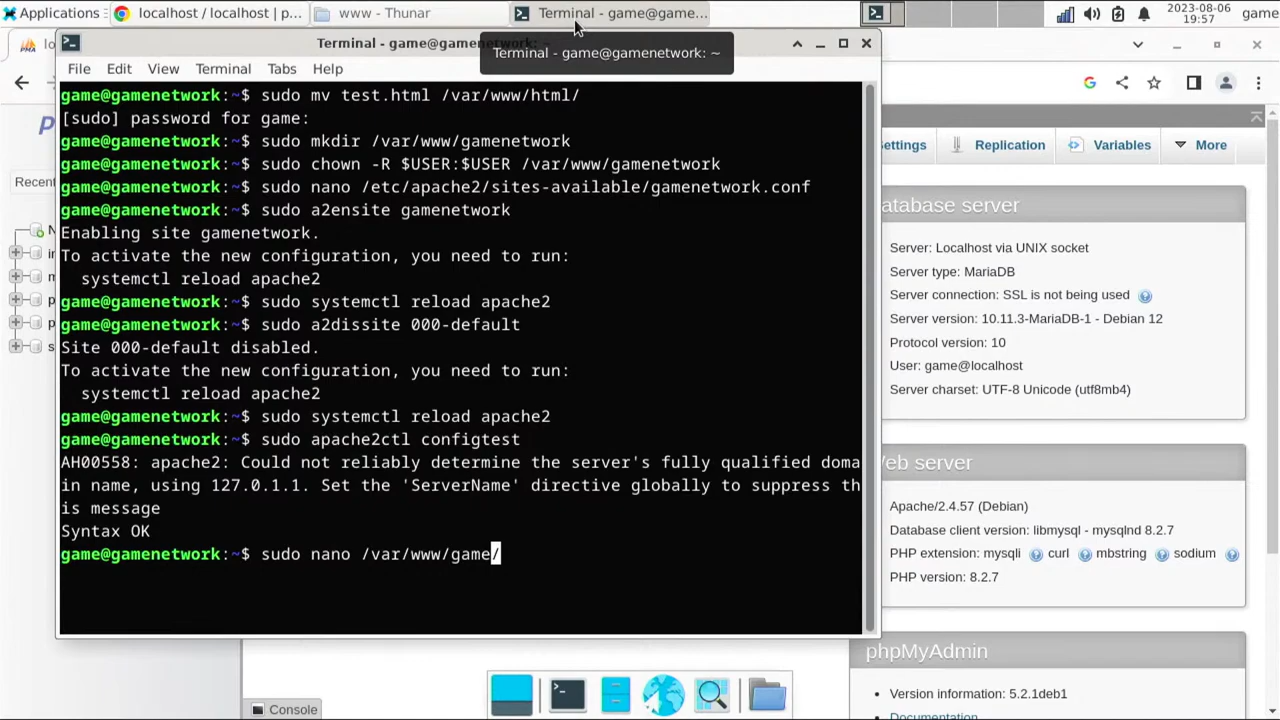 Applications
localhost / localhost | p...
www - Thunar
Terminal - game@game...
2023-08-06
19:57
game
Terminal - game@gamenetwork: ~
Terminal - game@gamenetwork: ~
File Edit View Terminal Tabs Help
game@gamenetwork:~$ sudo mv test.html /var/www/html/
[sudo] password for game:
game@gamenetwork:~$ sudo mkdir /var/www/gamenetwork
game@gamenetwork:~$ sudo chown -R $USER:$USER /var/www/gamenetwork
game@gamenetwork:~$ sudo nano /etc/apache2/sites-available/gamenetwork.conf
game@gamenetwork:~$ sudo a2ensite gamenetwork
Enabling site gamenetwork.
To activate the new configuration, you need to run:
systemctl reload apache2
game@gamenetwork:~$ sudo systemctl reload apache2
game@gamenetwork:~$ sudo a2dissite 000-default
Site 000-default disabled.
To activate the new configuration, you need to run:
systemctl reload apache2
game@gamenetwork:~$ sudo systemctl reload apache2
game@gamenetwork:~$ sudo apache2ctl configtest
AH00558: apache2: Could not reliably determine the server's fully qualified doma
in name, using 127.0.1.1. Set the 'ServerName' directive globally to suppress th
is message
Syntax OK
game@gamenetwork:~$ sudo nano /var/www/game/
Recent
Console
Settings Replication Variables More
atabase server
Server: Localhost via UNIX socket
Server type: MariaDB
Server connection: SSL is not being used
Server version: 10.11.3-MariaDB-1 - Debian 12
Protocol version: 10
User: game@localhost
Server charset: UTF-8 Unicode (utf8mb4)
eb server
Apache/2.4.57 (Debian)
Database client version: libmysql - mysqlnd 8.2.7
PHP extension: mysqli curl mbstring sodium
PHP version: 8.2.7
phpMyAdmin
Version information: 5.2.1deb1
Documentation